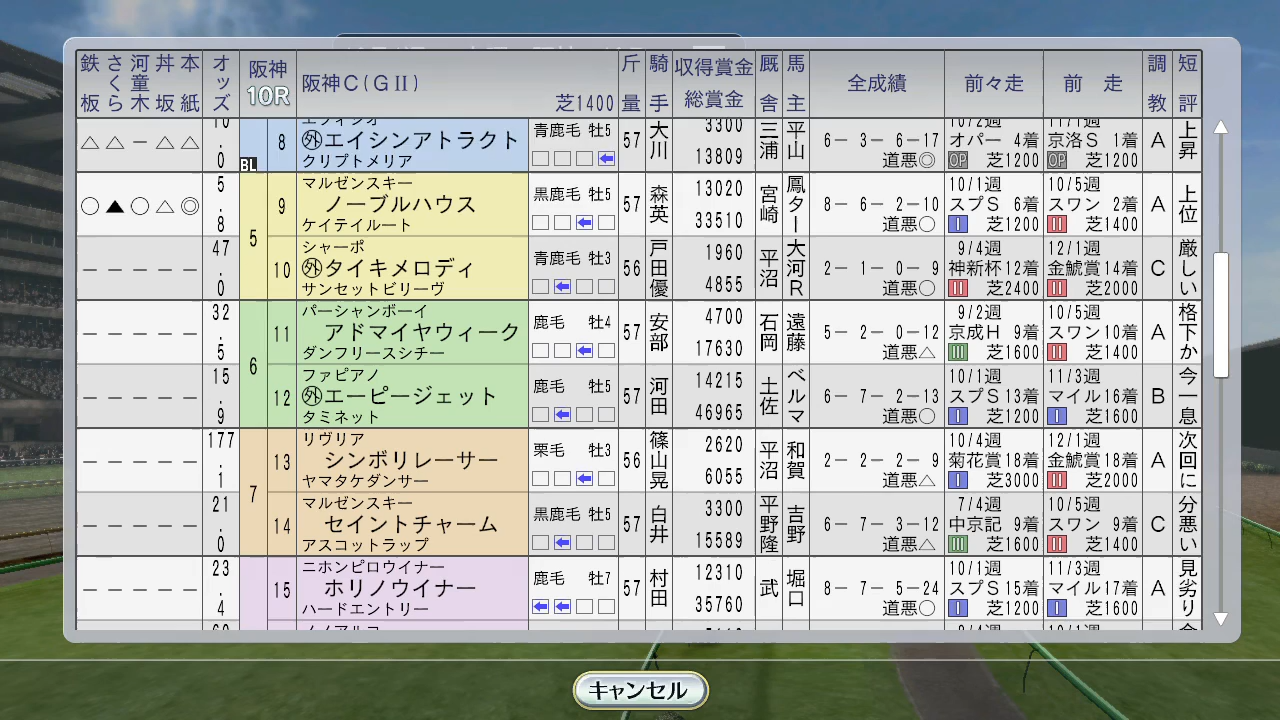 鉄板 さくら 河童木 丼坂 本紙 オッズ 阪神 10R 阪神C(GⅡ) 芝1400 斤量 騎手 収得賞金 総賞金 厩舎 馬主 全成績 前々走 前 走 調教 短評
△ △ － △ △ 10.0 BL 8 外 エイシンアトラクト クリプトメリア 青鹿毛 牡5 57 大川 3300 13809 三浦 平山 6－ 3－ 6－17 道悪◎ オパー 4着 OP 芝1200 京洛S 1着 OP 芝1200 A 上昇
○ ▲ ○ △ ◎ 5.8 5 9 マルゼンスキー ノーブルハウス ケイテイルート 黒鹿毛 牡5 57 森英 13020 33510 宮崎 鳳ターフ 8－ 6－ 2－10 道悪○ 10/1週 スプS 6着 Ⅰ 芝1200 10/5週 スワン 2着 Ⅱ 芝1400 A 上位
－ － － － － 47.0 10 シャーポ 外 タイキメロディ サンセットビリーヴ 青鹿毛 牡3 56 戸田優 1960 4855 平沼 大河R 2－ 1－ 0－ 9 道悪○ 9/4週 神新杯 12着 Ⅱ 芝2400 12/1週 金鯱賞 14着 Ⅱ 芝2000 C 厳しい
－ － － － － 32.5 6 11 パーシャンボーイ アドマイヤウィーク ダンフリースシチー 鹿毛 牡4 57 安部 4700 17630 石岡 遠藤 5－ 2－ 0－12 道悪△ 9/2週 京成H 9着 Ⅲ 芝1600 10/5週 スワン 10着 Ⅱ 芝1400 A 格下か
－ － － － － 15.9 12 ファピアノ 外 エーピージェット タミネット 鹿毛 牡5 57 河田 14215 46965 土佐 ベルマ 6－ 7－ 2－13 道悪○ 10/1週 スプS 13着 Ⅰ 芝1200 11/3週 マイル 16着 Ⅰ 芝1600 B 今一息
－ － － － － 177.1 7 13 リヴリア シンボリレーサー ヤマタケダンサー 栗毛 牡3 56 篠山晃 2620 6055 平沼 和賀 2－ 2－ 2－ 9 道悪△ 10/4週 菊花賞 18着 Ⅰ 芝3000 12/1週 金鯱賞 18着 Ⅱ 芝2000 A 次回に
－ － － － － 21.0 14 マルゼンスキー セイントチャーム アスコットラップ 黒鹿毛 牡5 57 白井 3300 15589 平野隆 吉野 6－ 7－ 3－12 道悪△ 7/4週 中京記 9着 Ⅲ 芝1600 10/5週 スワン 9着 Ⅱ 芝1400 C 分悪い
－ － － － － 23.4 15 ニホンピロウイナー ホリノウイナー ハードエントリー 鹿毛 牡7 57 村田 12310 35760 武 堀口 8－ 7－ 5－24 道悪○ 10/1週 スプS 15着 Ⅰ 芝1200 11/3週 マイル 17着 Ⅰ 芝1600 A 見劣り
キャンセル